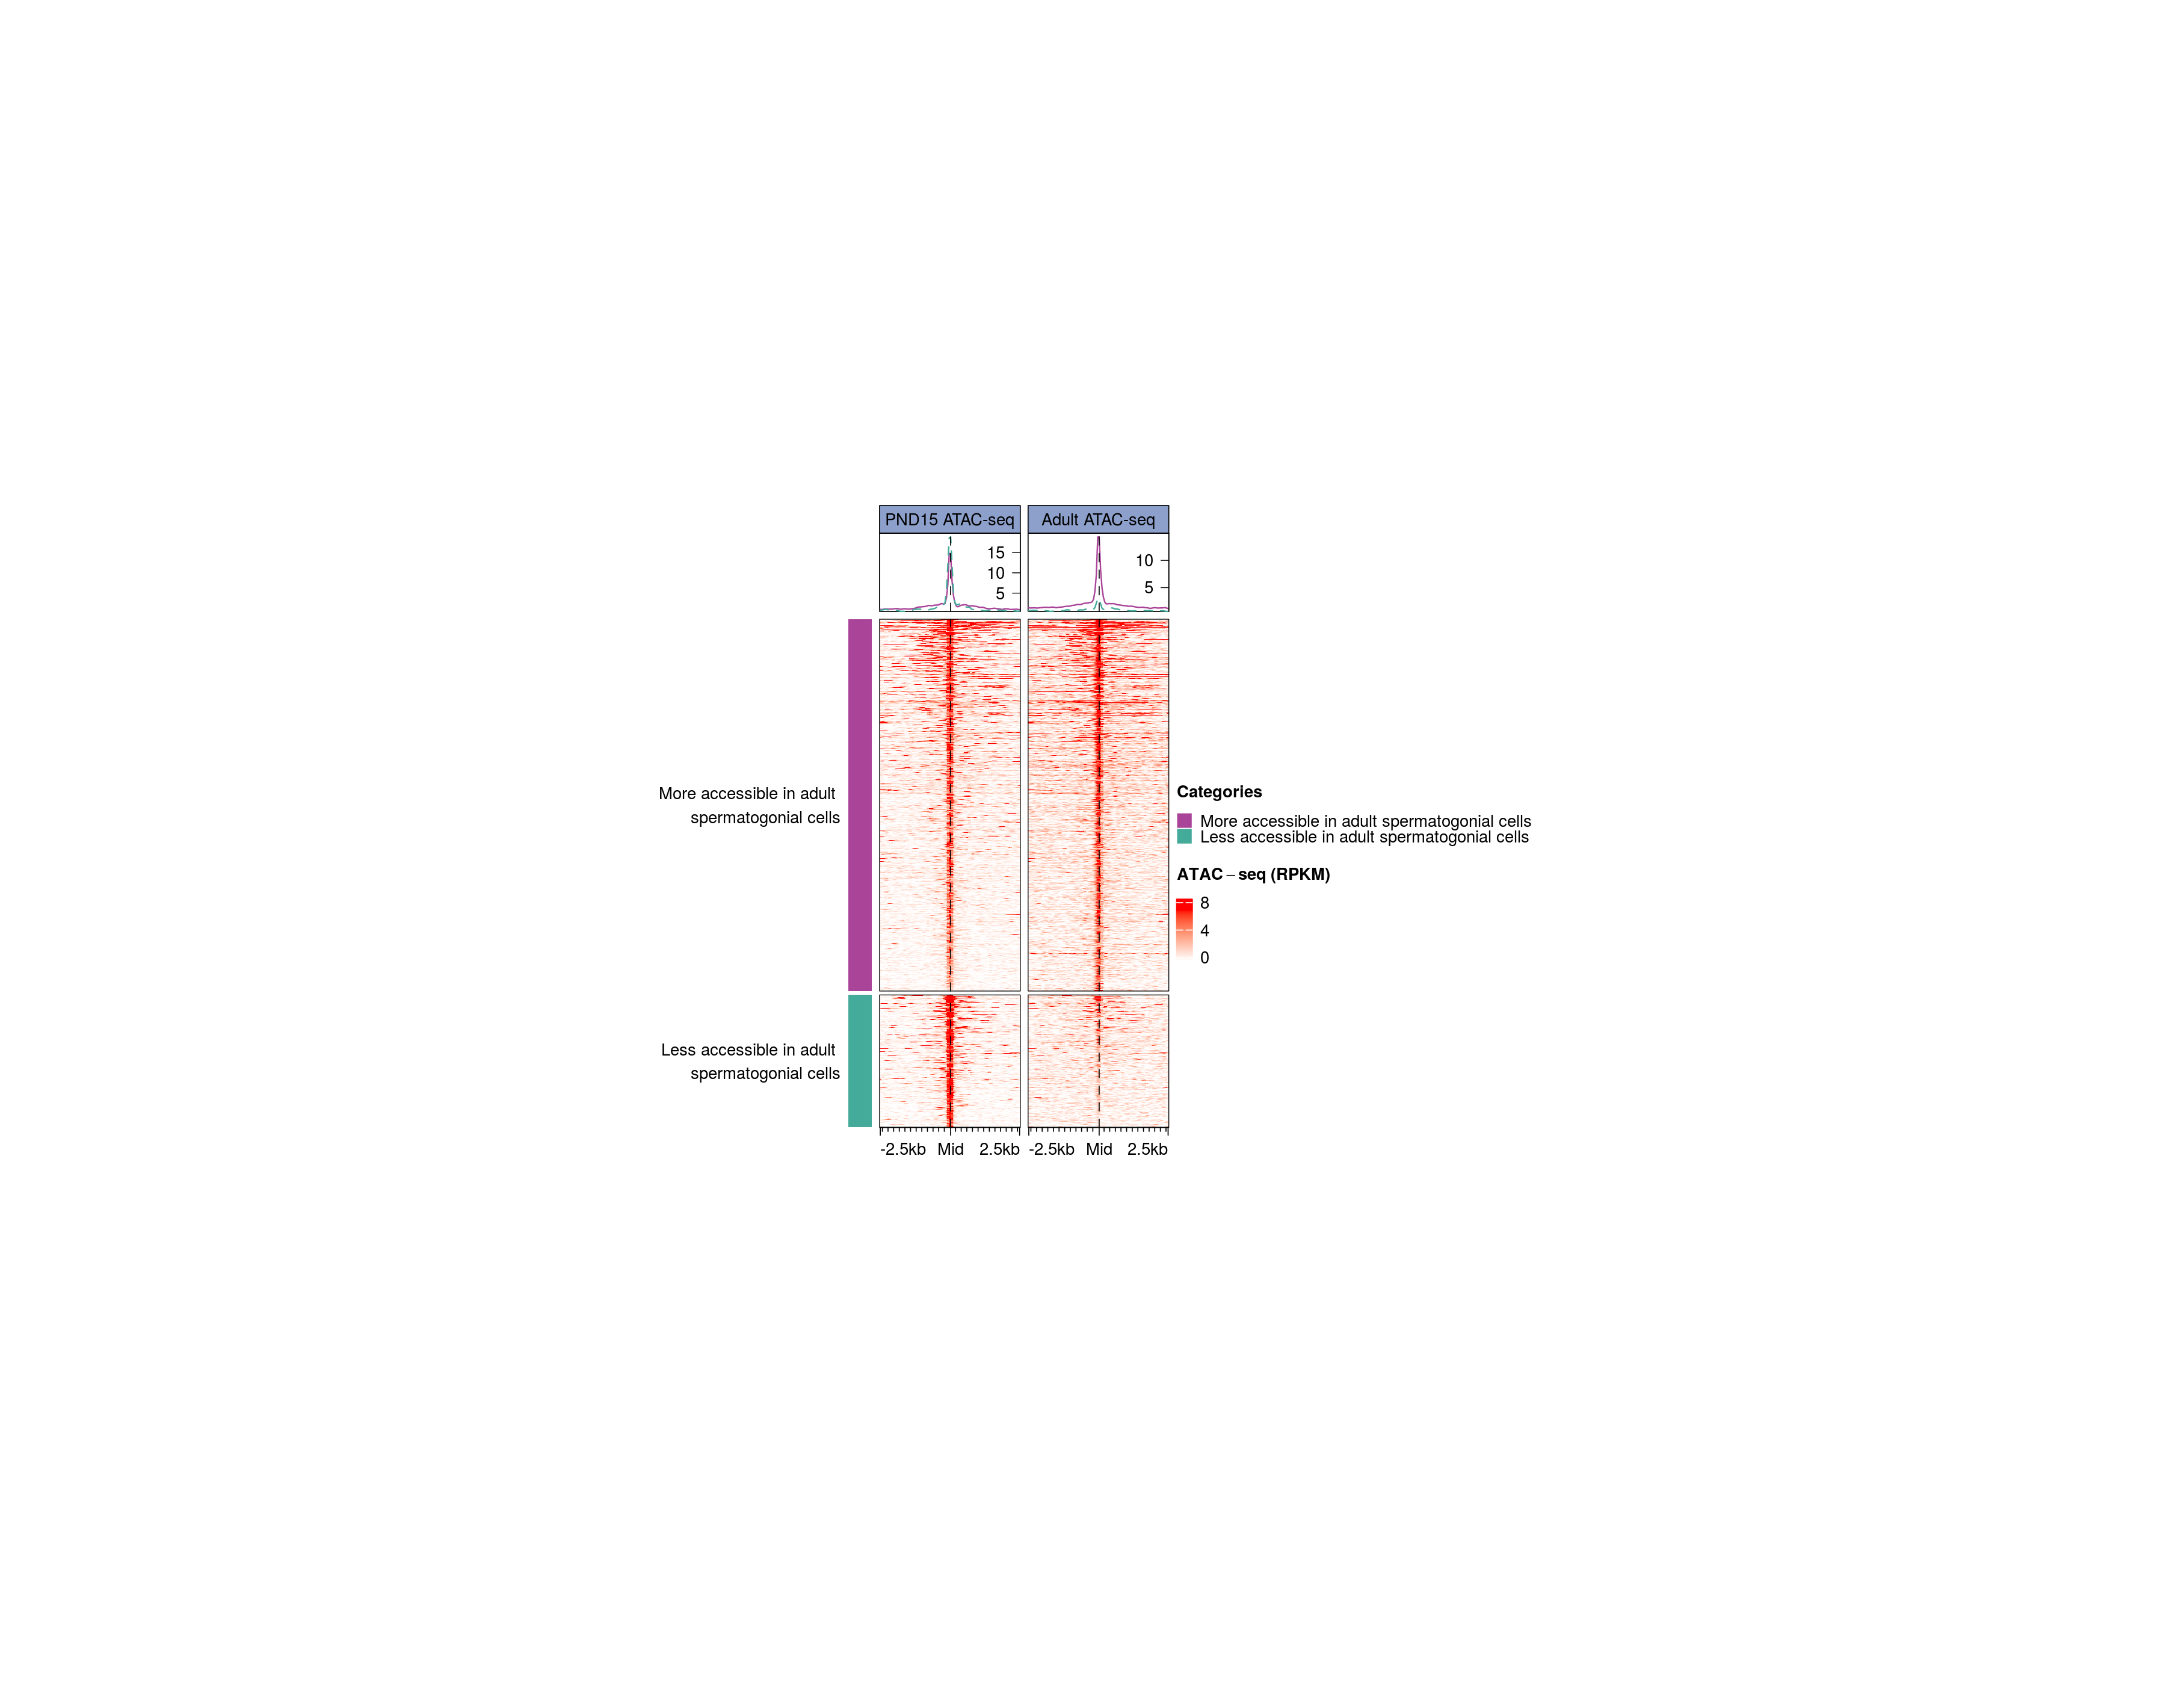 PND15 ATAC-seq
Adult ATAC-seq
15
10
5
10
5
More accessible in adult
spermatogonial cells
Less accessible in adult
spermatogonial cells
-2.5kb Mid 2.5kb
-2.5kb Mid 2.5kb
Categories
More accessible in adult spermatogonial cells
Less accessible in adult spermatogonial cells
ATAC−seq (RPKM)
8
4
0